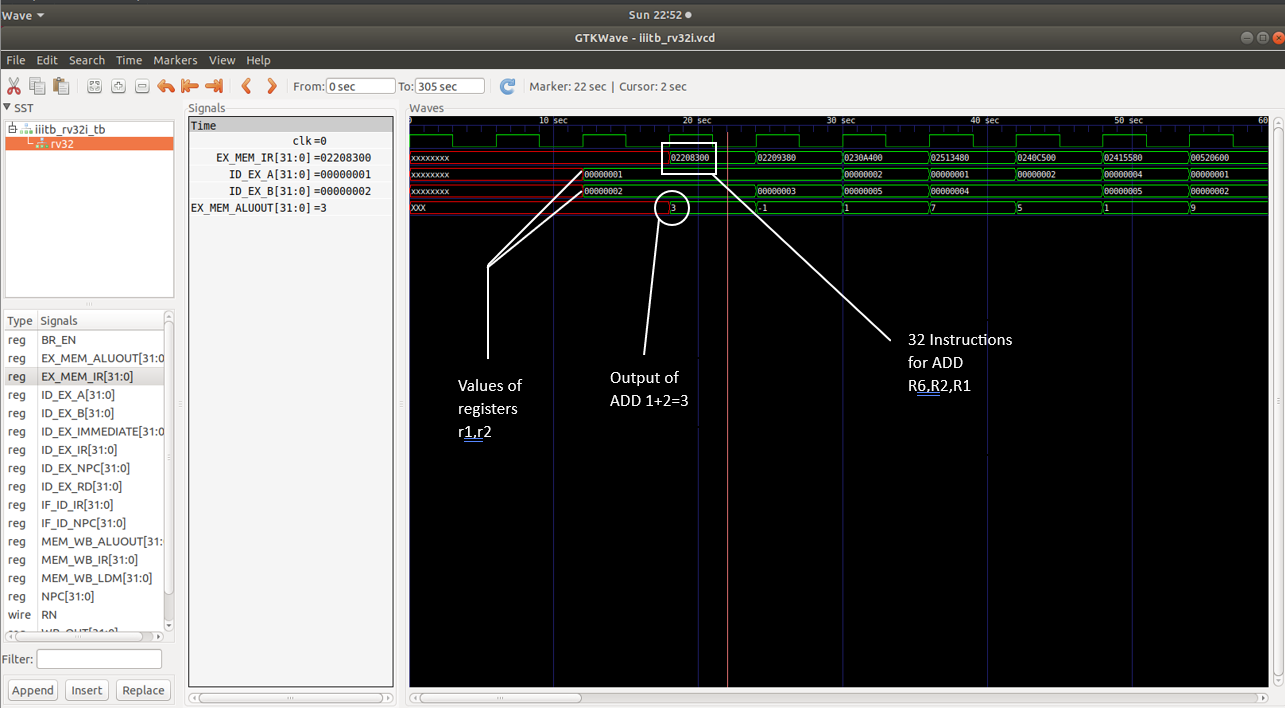 Wave
Sun 22:52
GTKWave - iiitb_rv32i.vcd
File Edit Search Time Markers View Help
From: 0 sec To: 305 sec Marker: 22 sec | Cursor: 2 sec
SST
iiitb_rv32i_tb
rv32
Type Signals
reg BR_EN
reg EX_MEM_ALUOUT[31:0
reg EX_MEM_IR[31:0]
reg ID_EX_A[31:0]
reg ID_EX_B[31:0]
reg ID_EX_IMMEDIATE[31:0
reg ID_EX_IR[31:0]
reg ID_EX_NPC[31:0]
reg ID_EX_RD[31:0]
reg IF_ID_IR[31:0]
reg IF_ID_NPC[31:0]
reg MEM_WB_ALUOUT[31:
reg MEM_WB_IR[31:0]
reg MEM_WB_LDM[31:0]
reg NPC[31:0]
wire RN
Filter:
Append Insert Replace
Signals
Time
clk =0
EX_MEM_IR[31:0] =02208300
ID_EX_A[31:0] =00000001
ID_EX_B[31:0] =00000002
EX_MEM_ALUOUT[31:0] =3
Waves
0 10 sec 20 sec 30 sec 40 sec 50 sec 60
xxxxxxxx 02208300 02209380 0230A400 02513480 0240C500 02415580 00520600
xxxxxxxx 00000001 00000002 00000001 00000002 00000004 00000001
xxxxxxxx 00000002 00000003 00000005 00000004 00000005 00000002
XXX 3 -1 1 7 5 1 9
Values of
registers
r1,r2
Output of
ADD 1+2=3
32 Instructions
for ADD
R6,R2,R1